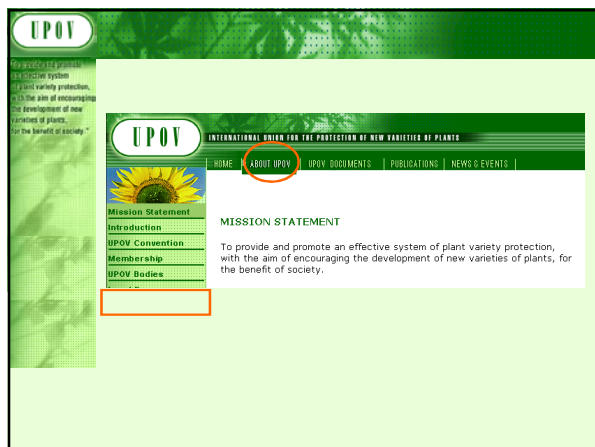 UPOV
To provide and promote
an effective system
of plant variety protection,
with the aim of encouraging
the development of new
varieties of plants,
for the benefit of society."
UPOV
INTERNATIONAL UNION FOR THE PROTECTION OF NEW VARIETIES OF PLANTS
HOME | ABOUT UPOV | UPOV DOCUMENTS | PUBLICATIONS | NEWS & EVENTS |
Mission Statement
Introduction
UPOV Convention
Membership
UPOV Bodies
MISSION STATEMENT
To provide and promote an effective system of plant variety protection,
with the aim of encouraging the development of new varieties of plants, for
the benefit of society.